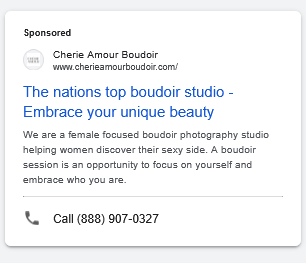 Sponsored
Cherie Amour Boudoir
www.cherieamourboudoir.com/
The nations top boudoir studio -
Embrace your unique beauty
We are a female focused boudoir photography studio
helping women discover their sexy side. A boudoir
session is an opportunity to focus on yourself and
embrace who you are.
Call (888) 907-0327